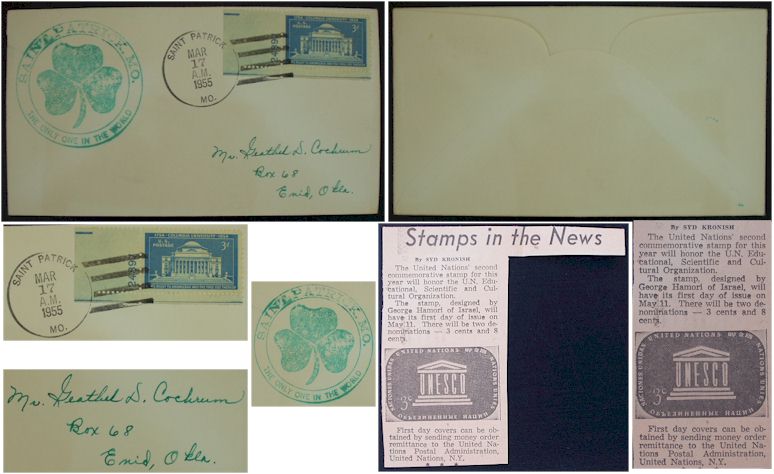 SAINT PATRICK, MO.
THE ONLY ONE IN THE WORLD
SAINT PATRICK
MAR
17
A.M.
1955
MO.
1754-COLUMBIA UNIVERSITY-1954
U.S.
POSTAGE
3¢
Mr. Geathel D. Cochrum
Box 68
Enid, Okla.
SAINT PATRICK
MAR
17
A.M.
1955
MO.
1754-COLUMBIA UNIVERSITY-1954
U.S.
POSTAGE
3¢
SAINT PATRICK, MO.
THE ONLY ONE IN THE WORLD
Mr. Geathel D. Cochrum
Box 68
Enid, Okla.
Stamps in the News
By SYD KRONISH
The United Nations' second
commemorative stamp for this
year will honor the U.N. Edu-
cational, Scientific and Cul-
tural Organization.
The stamp, designed by
George Hamori of Israel, will
have its first day of issue on
May 11. There will be two de-
nominations — 3 cents and 8
cents.
UNITED NATIONS
UNESCO
3¢
ОБЪЕДИНЕННЫЕ НАЦИИ
First day covers can be ob-
tained by sending money order
remittance to the United Na-
tions Postal Administration,
United Nations, N.Y.
* * *
By SYD KRONISH
The United Nations' second
commemorative stamp for this
year will honor the U.N. Edu-
cational, Scientific and Cul-
tural Organization.
The stamp, designed by
George Hamori of Israel, will
have its first day of issue on
May 11. There will be two de-
nominations — 3 cents and 8
cents.
UNITED NATIONS
UNESCO
3¢
ОБЪЕДИНЕННЫЕ НАЦИИ
First day covers can be ob-
tained by sending money order
remittance to the United Na-
tions Postal Administration,
United Nations, N.Y.